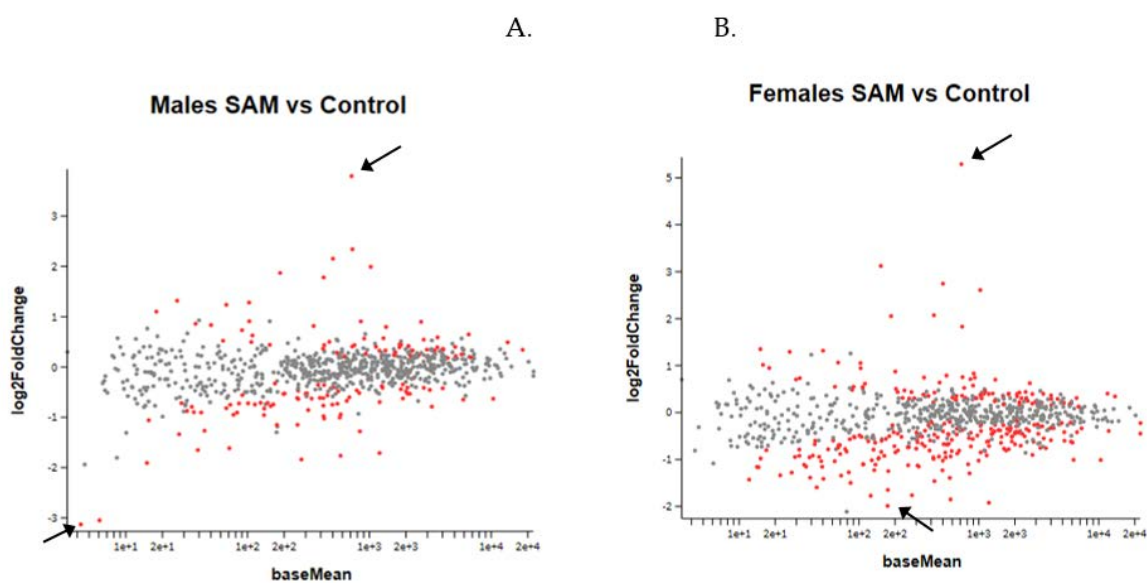 A.
B.
Males SAM vs Control
Females SAM vs Control
log2FoldChange
3
2
1
0
-1
-2
-3
1e+1 2e+1 1e+2 2e+2 1e+3 2e+3 1e+4 2e+4
baseMean
log2FoldChange
5
4
3
2
1
0
-1
-2
1e+1 2e+1 1e+2 2e+2 1e+3 2e+3 1e+4 2e+4
baseMean